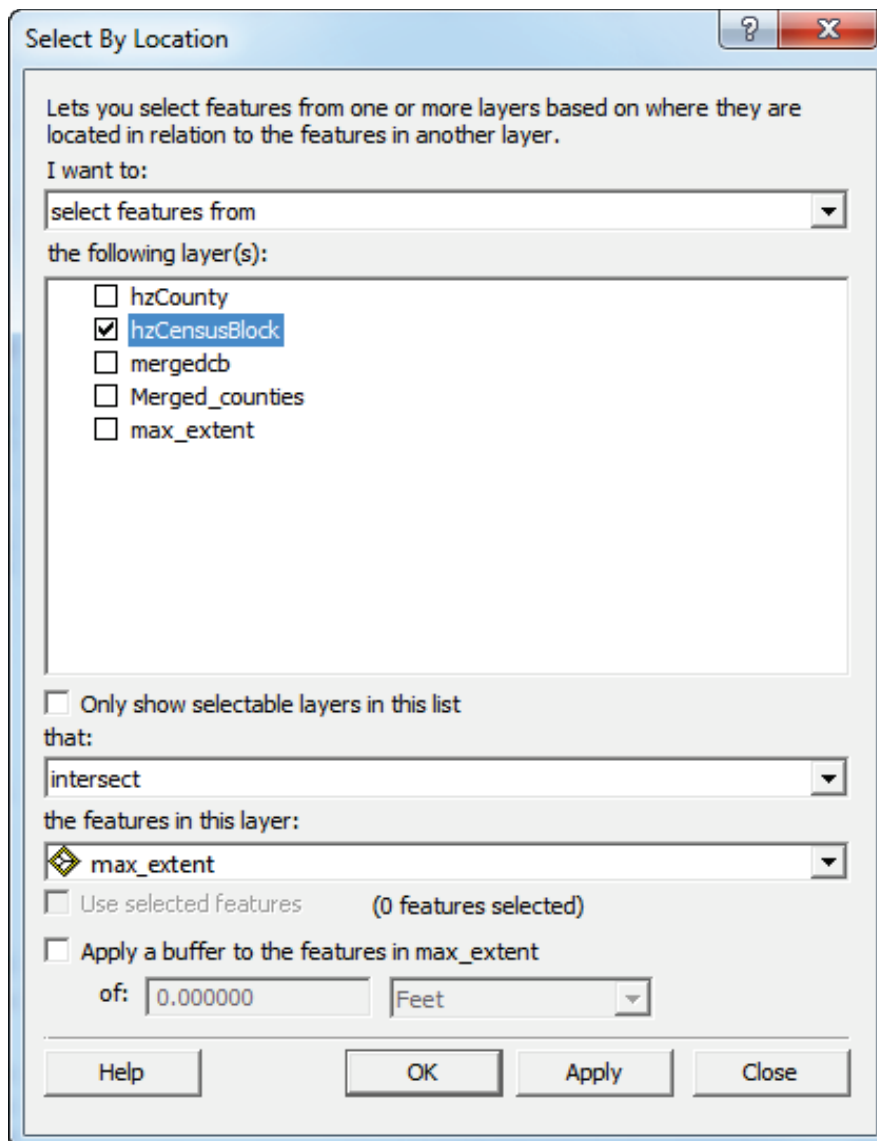 Select By Location
Lets you select features from one or more layers based on where they are
located in relation to the features in another layer.
I want to:
select features from
the following layer(s):
hzCounty
hzCensusBlock
mergedcb
Merged_counties
max_extent
Only show selectable layers in this list
that:
intersect
the features in this layer:
max_extent
Use selected features (0 features selected)
Apply a buffer to the features in max_extent
of: 0.000000 Feet
Help OK Apply Close